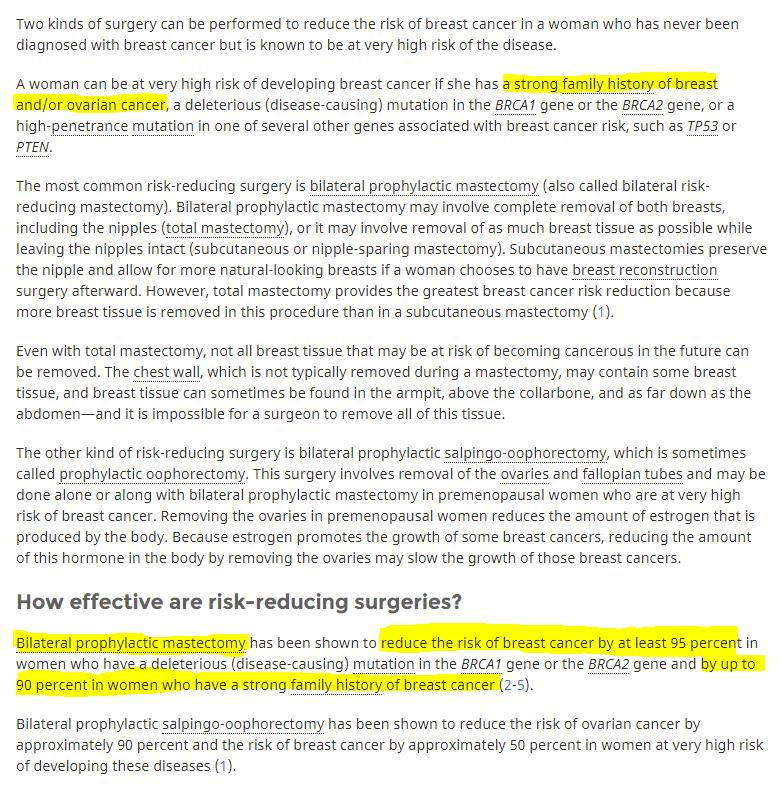 Two kinds of surgery can be performed to reduce the risk of breast cancer in a woman who has never been
diagnosed with breast cancer but is known to be at very high risk of the disease.
A woman can be at very high risk of developing breast cancer if she has a strong family history of breast
and/or ovarian cancer, a deleterious (disease-causing) mutation in the BRCA1 gene or the BRCA2 gene, or a
high-penetrance mutation in one of several other genes associated with breast cancer risk, such as TP53 or
PTEN.
The most common risk-reducing surgery is bilateral prophylactic mastectomy (also called bilateral risk-
reducing mastectomy). Bilateral prophylactic mastectomy may involve complete removal of both breasts,
including the nipples (total mastectomy), or it may involve removal of as much breast tissue as possible while
leaving the nipples intact (subcutaneous or nipple-sparing mastectomy). Subcutaneous mastectomies preserve
the nipple and allow for more natural-looking breasts if a woman chooses to have breast reconstruction
surgery afterward. However, total mastectomy provides the greatest breast cancer risk reduction because
more breast tissue is removed in this procedure than in a subcutaneous mastectomy (1).
Even with total mastectomy, not all breast tissue that may be at risk of becoming cancerous in the future can
be removed. The chest wall, which is not typically removed during a mastectomy, may contain some breast
tissue, and breast tissue can sometimes be found in the armpit, above the collarbone, and as far down as the
abdomen—and it is impossible for a surgeon to remove all of this tissue.
The other kind of risk-reducing surgery is bilateral prophylactic salpingo-oophorectomy, which is sometimes
called prophylactic oophorectomy. This surgery involves removal of the ovaries and fallopian tubes and may be
done alone or along with bilateral prophylactic mastectomy in premenopausal women who are at very high
risk of breast cancer. Removing the ovaries in premenopausal women reduces the amount of estrogen that is
produced by the body. Because estrogen promotes the growth of some breast cancers, reducing the amount
of this hormone in the body by removing the ovaries may slow the growth of those breast cancers.
How effective are risk-reducing surgeries?
Bilateral prophylactic mastectomy has been shown to reduce the risk of breast cancer by at least 95 percent in
women who have a deleterious (disease-causing) mutation in the BRCA1 gene or the BRCA2 gene and by up to
90 percent in women who have a strong family history of breast cancer (2-5).
Bilateral prophylactic salpingo-oophorectomy has been shown to reduce the risk of ovarian cancer by
approximately 90 percent and the risk of breast cancer by approximately 50 percent in women at very high risk
of developing these diseases (1).